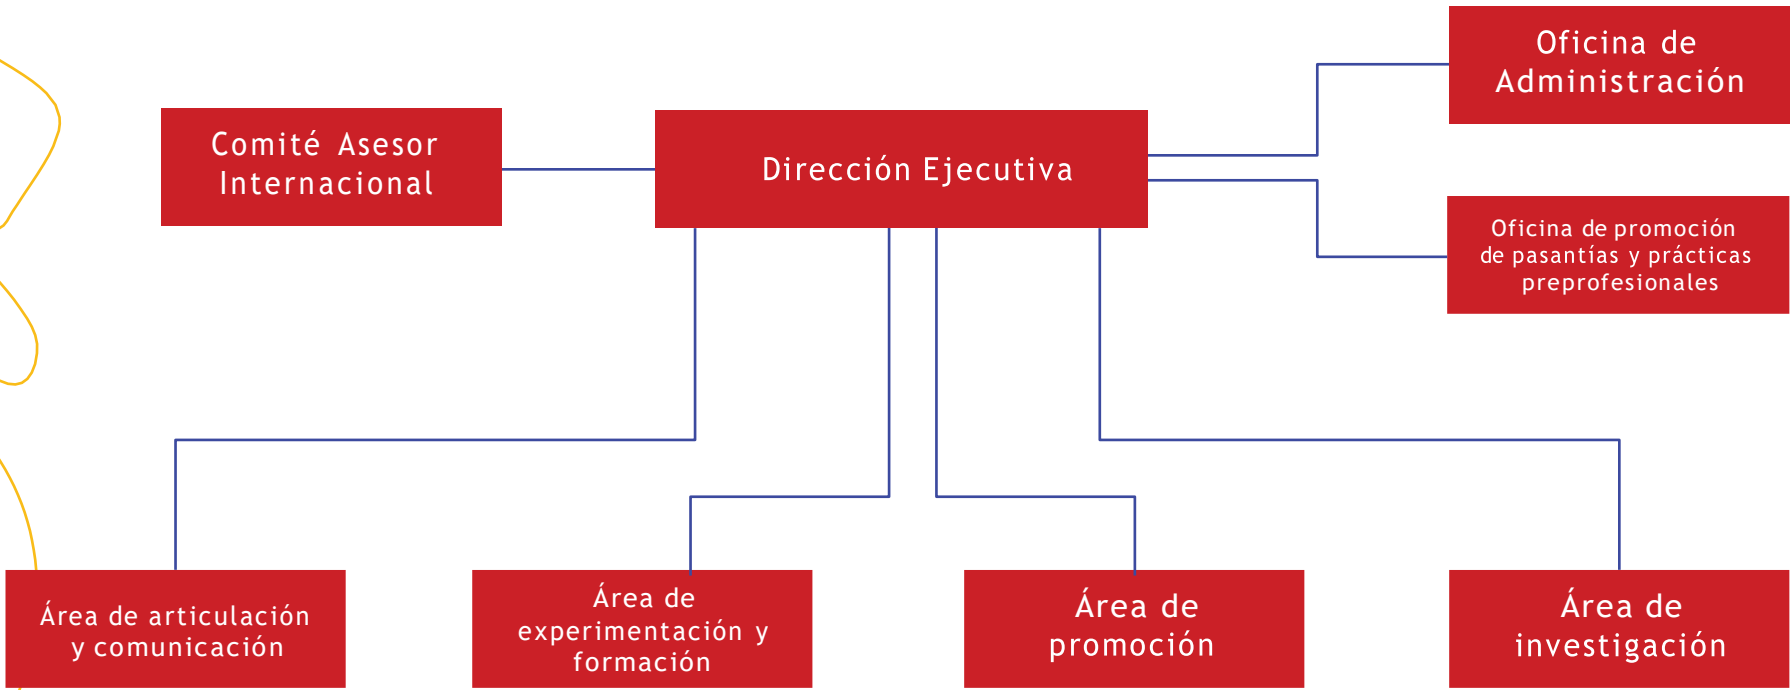 Oficina de
Administración
Comité Asesor
Internacional
Dirección Ejecutiva
Oficina de promoción
de pasantías y prácticas
preprofesionales
Área de articulación
y comunicación
Área de
experimentación y
formación
Área de
promoción
Área de
investigación